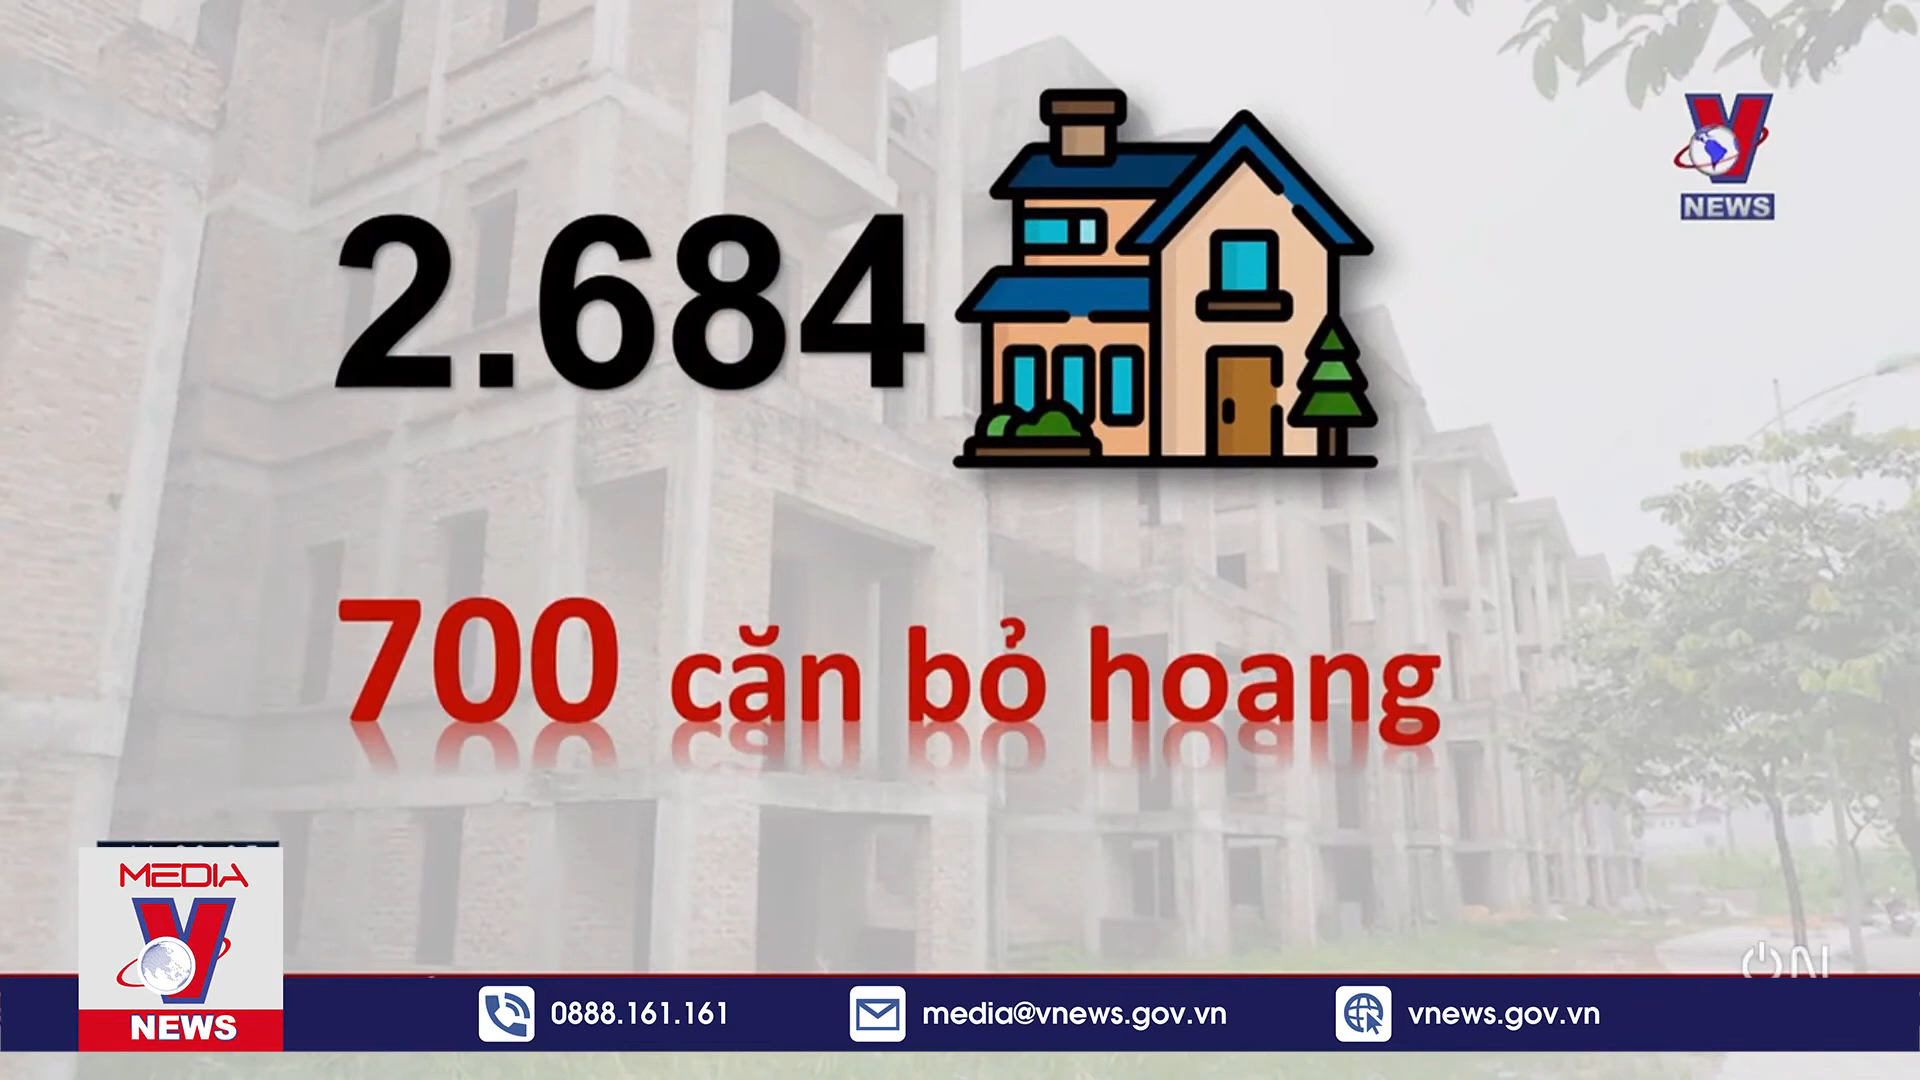 NEWS
2.684
700 căn bỏ hoang
MEDIA
NEWS
0888.161.161
media@vnews.gov.vn
vnews.gov.vn